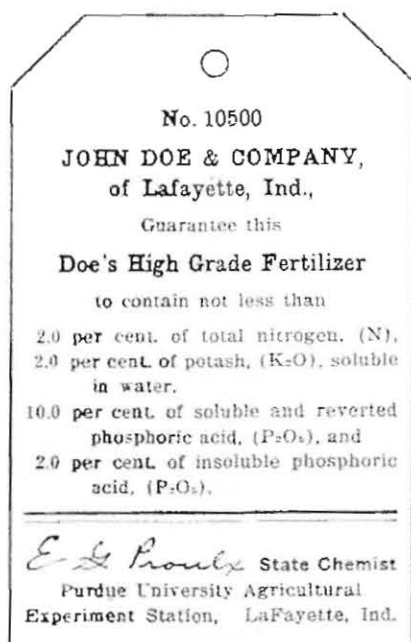 No. 10500
JOHN DOE & COMPANY,
of Lafayette, Ind.,
Guarantee this
Doe's High Grade Fertilizer
to contain not less than
2.0 per cent. of total nitrogen. (N),
2.0 per cent. of potash, (K₂O), soluble
in water.
10.0 per cent. of soluble and reverted
phosphoric acid, (P₂O₅), and
2.0 per cent. of insoluble phosphoric
acid, (P₂O₅).
E G Proulx State Chemist
Purdue University Agricultural
Experiment Station, LaFayette, Ind.